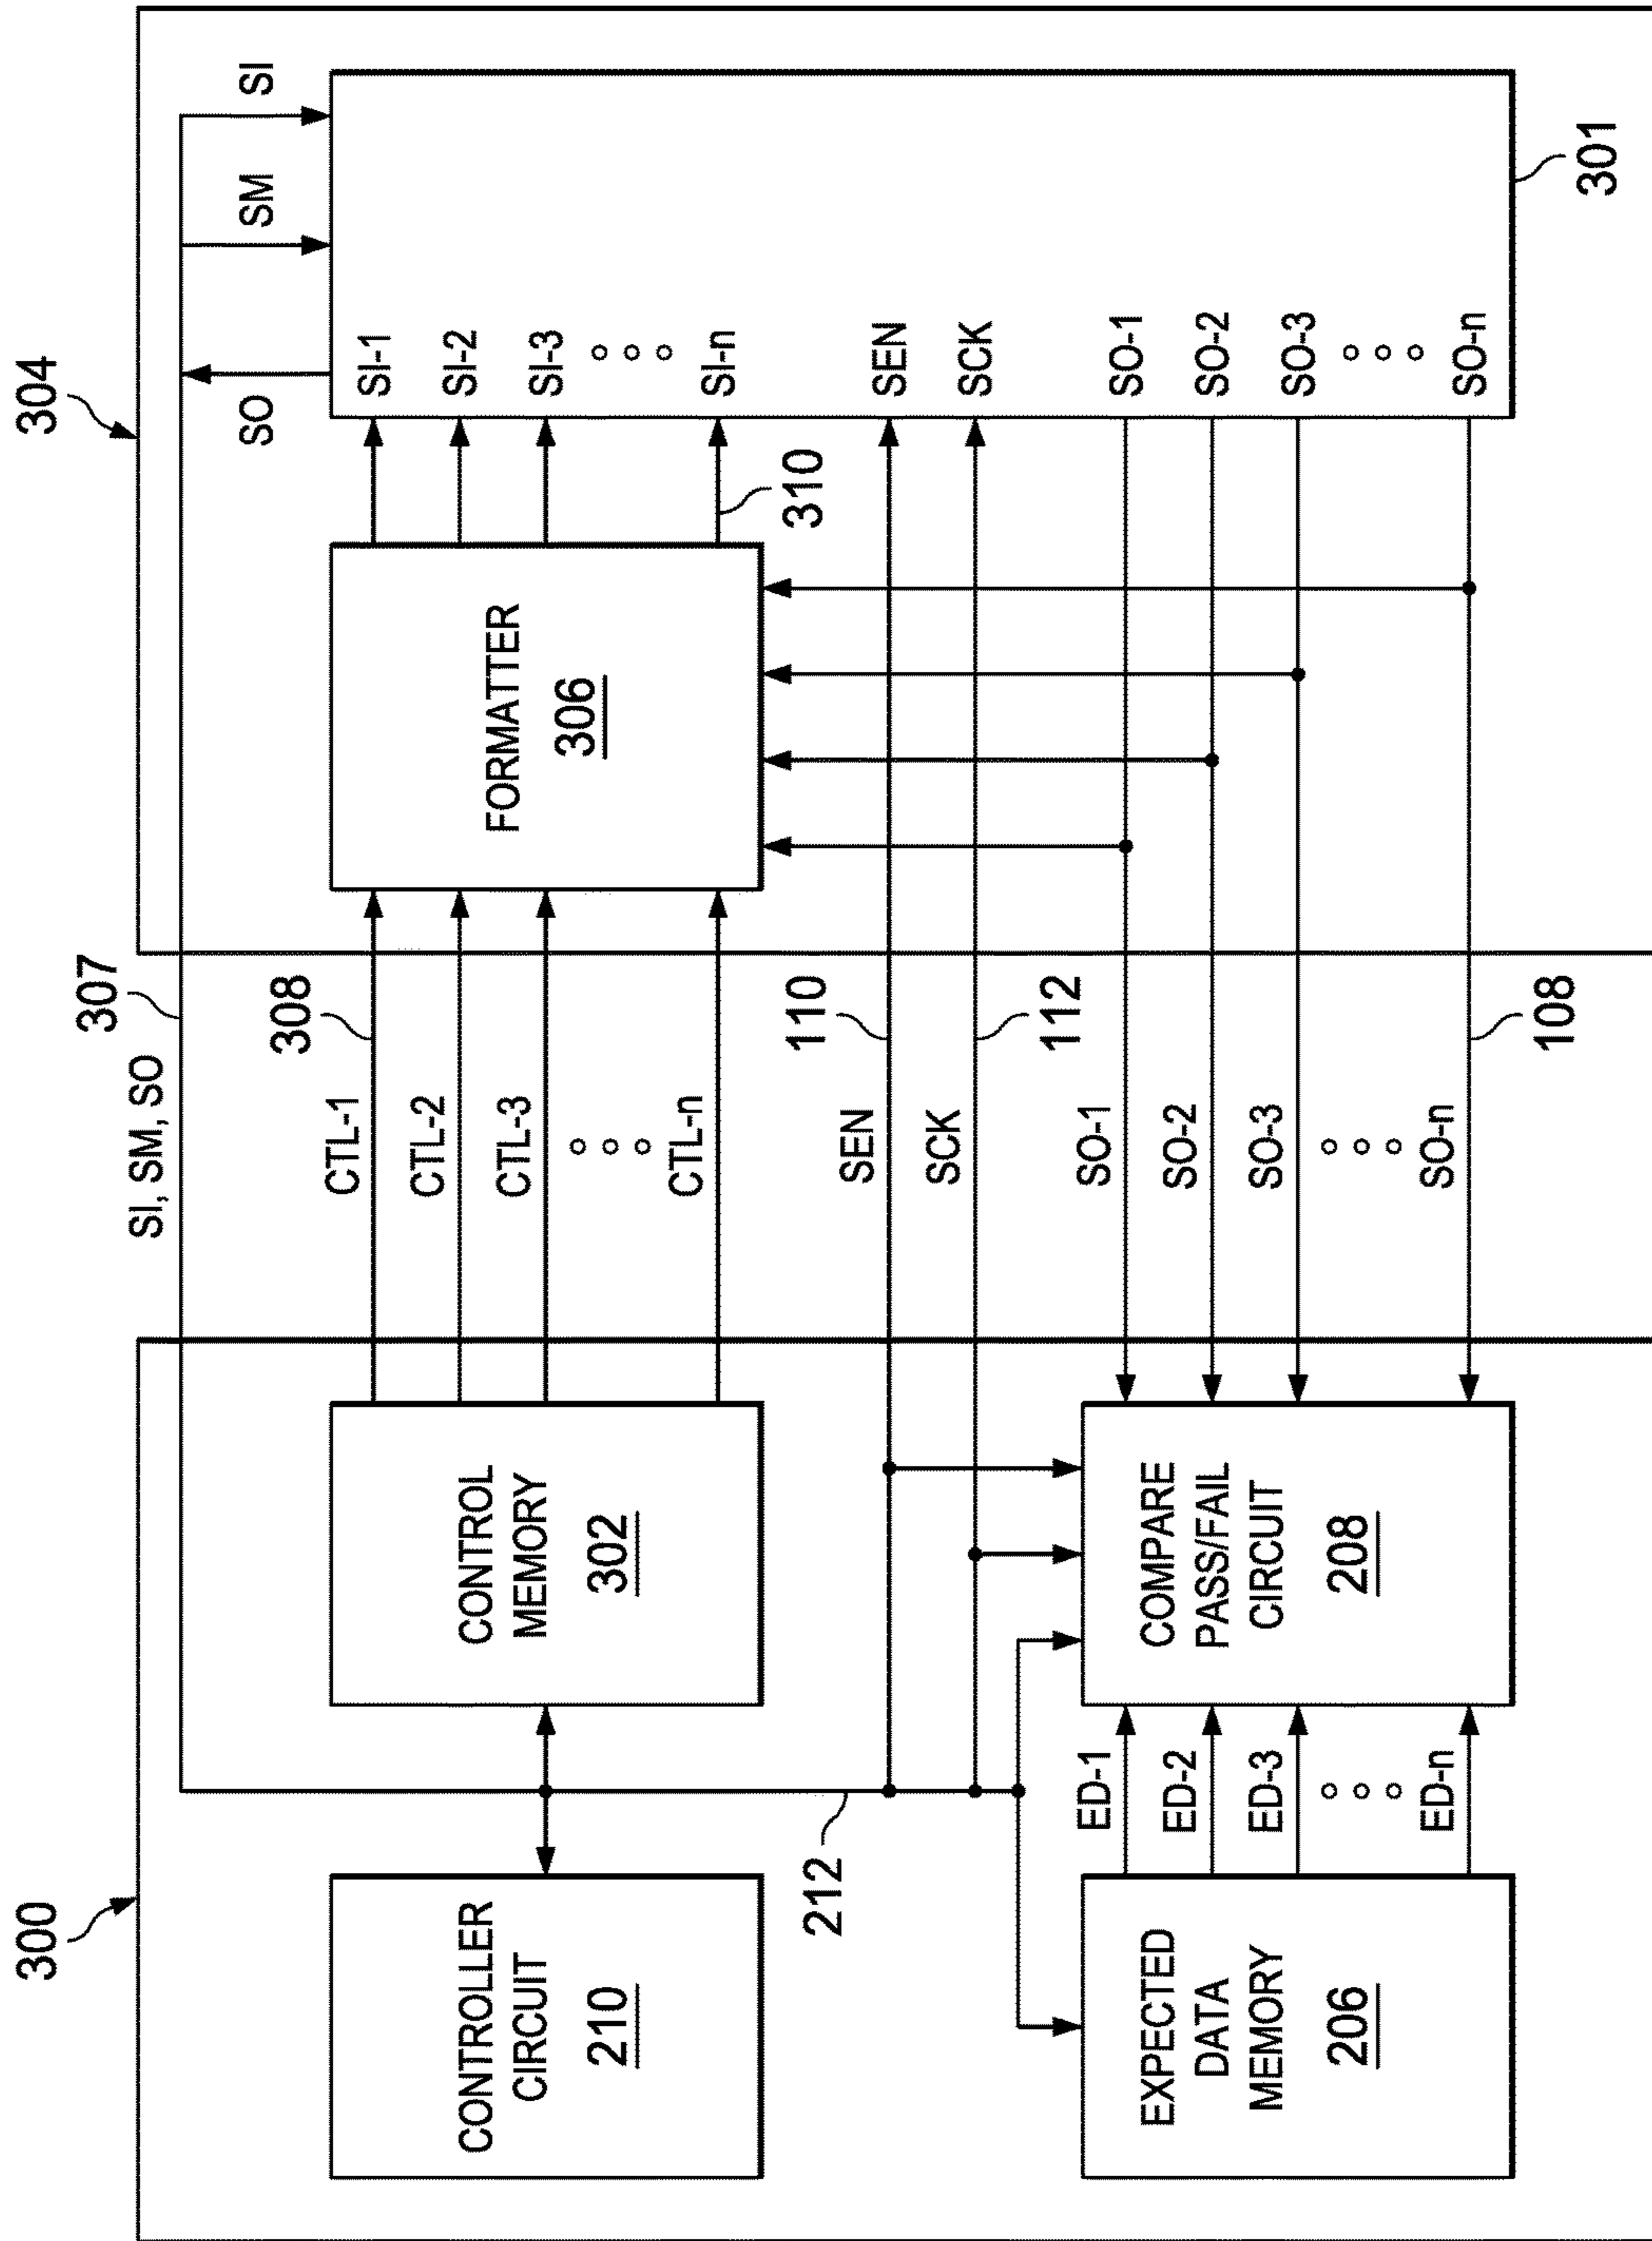 300
304
SI, SM, SO
307
SO
SM
SI
CONTROLLER
CIRCUIT
210
CONTROL
MEMORY
302
CTL-1
308
CTL-2
CTL-3
CTL-n
FORMATTER
306
310
SI-1
SI-2
SI-3
SI-n
212
SEN
110
SEN
SCK
112
SCK
EXPECTED
DATA
MEMORY
206
ED-1
ED-2
ED-3
ED-n
COMPARE
PASS/FAIL
CIRCUIT
208
SO-1
SO-2
SO-3
SO-n
108
SO-1
SO-2
SO-3
SO-n
301